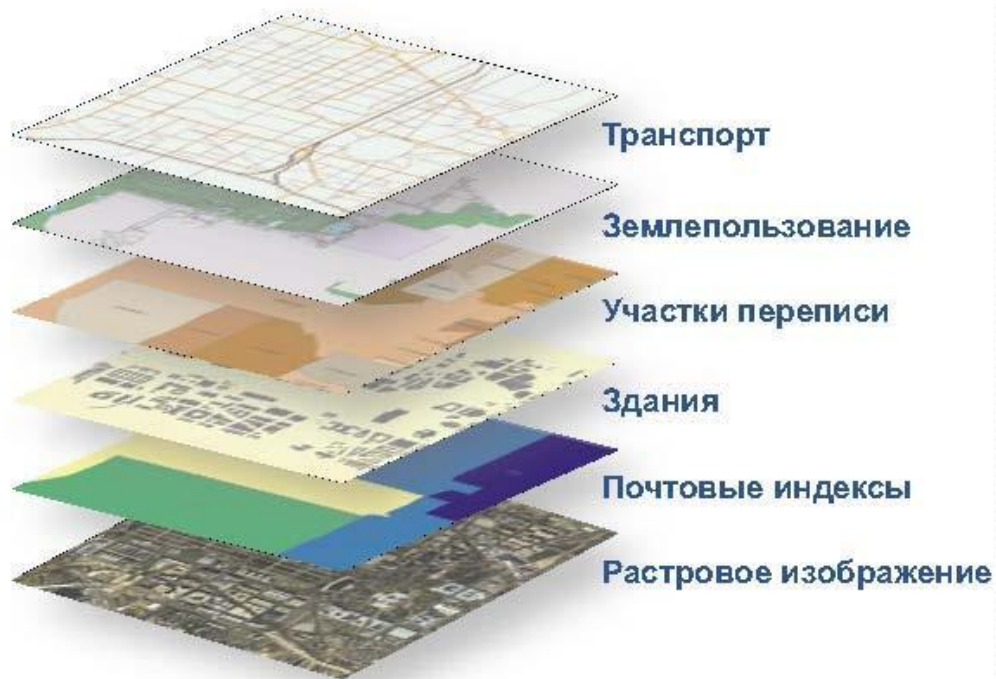 Транспорт
Землепользование
Участки переписи
Здания
Почтовые индексы
Растровое изображение